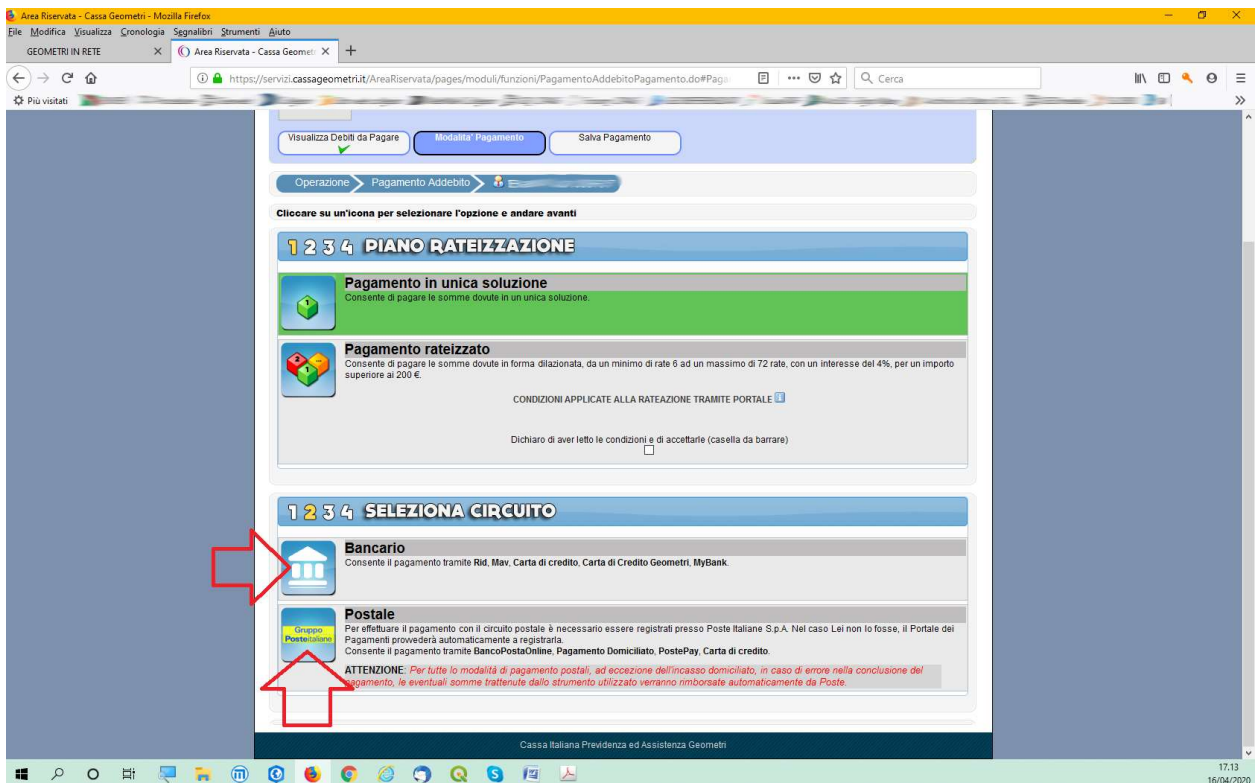 Area Riservata - Cassa Geometri - Mozilla Firefox
File Modifica Visualizza Cronologia Segnalibri Strumenti Aiuto
GEOMETRI IN RETE
Area Riservata - Cassa Geomet
https://servizi.cassageometri.it/AreaRiservata/pages/moduli/funzioni/PagamentoAddebitoPagamento.do#Paga
Cerca
Più visitati
Visualizza Debiti da Pagare
Modalita' Pagamento
Salva Pagamento
Operazione
Pagamento Addebito
Cliccare su un'icona per selezionare l'opzione e andare avanti
1 2 3 4 PIANO RATEIZZAZIONE
Pagamento in unica soluzione
Consente di pagare le somme dovute in un unica soluzione.
Pagamento rateizzato
Consente di pagare le somme dovute in forma dilazionata, da un minimo di rate 6 ad un massimo di 72 rate, con un interesse del 4%, per un importo
superiore ai 200 €.
CONDIZIONI APPLICATE ALLA RATEAZIONE TRAMITE PORTALE
Dichiaro di aver letto le condizioni e di accettarle (casella da barrare)
1 2 3 4 SELEZIONA CIRCUITO
Bancario
Consente il pagamento tramite Rid, Mav, Carta di credito, Carta di Credito Geometri, MyBank.
Gruppo
Posteitaliane
Postale
Per effettuare il pagamento con il circuito postale è necessario essere registrati presso Poste Italiane S.p.A. Nel caso Lei non lo fosse, il Portale dei
Pagamenti provvederà automaticamente a registrarla.
Consente il pagamento tramite BancoPostaOnline, Pagamento Domiciliato, PostePay, Carta di credito.
ATTENZIONE: Per tutte lo modalità di pagamento postali, ad eccezione dell'incasso domiciliato, in caso di errore nella conclusione del
pagamento, le eventuali somme trattenute dallo strumento utilizzato verranno rimborsate automaticamente da Poste.
Cassa Italiana Previdenza ed Assistenza Geometri
17.13
16/04/2020